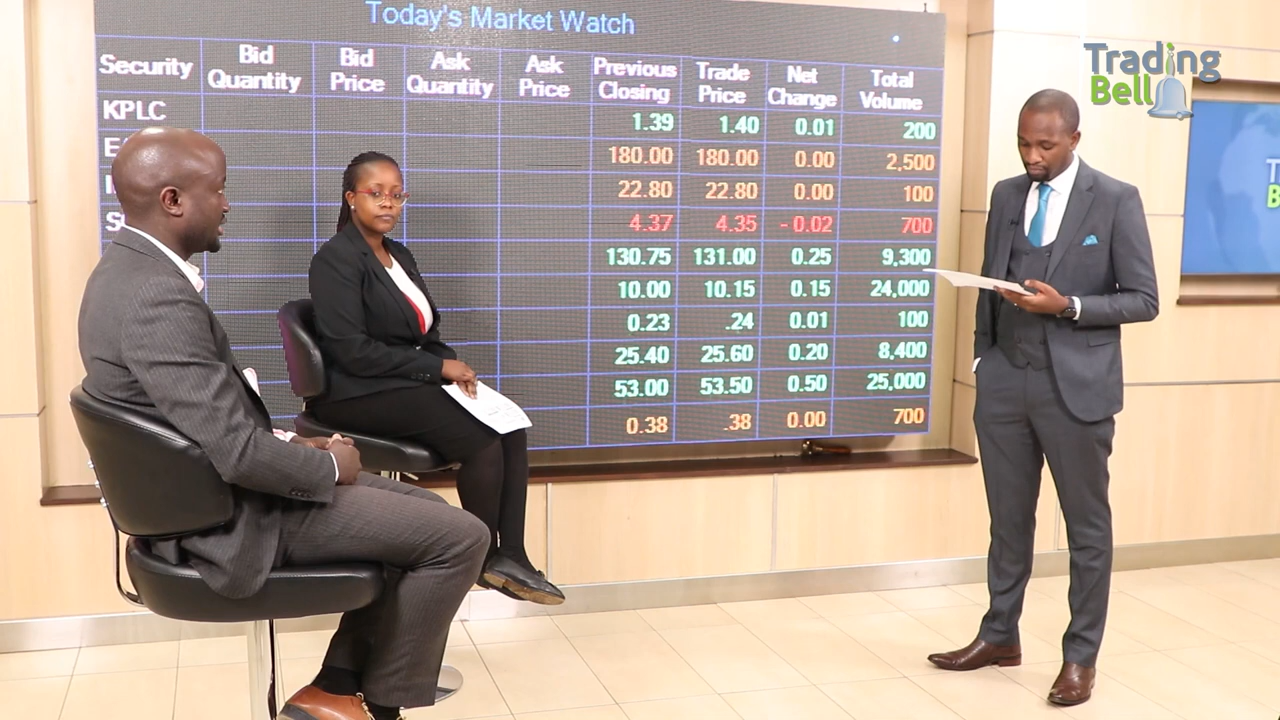 Today's Market Watch
Security Bid Quantity Bid Price Ask Quantity Ask Price Previous Closing Trade Price Net Change Total Volume
KPLC 1.39 1.40 0.01 200
180.00 180.00 0.00 2,500
22.80 22.80 0.00 100
4.37 4.35 - 0.02 700
130.75 131.00 0.25 9,300
10.00 10.15 0.15 24,000
0.23 .24 0.01 100
25.40 25.60 0.20 8,400
53.00 53.50 0.50 25,000
0.38 .38 0.00 700
Trading
Bell